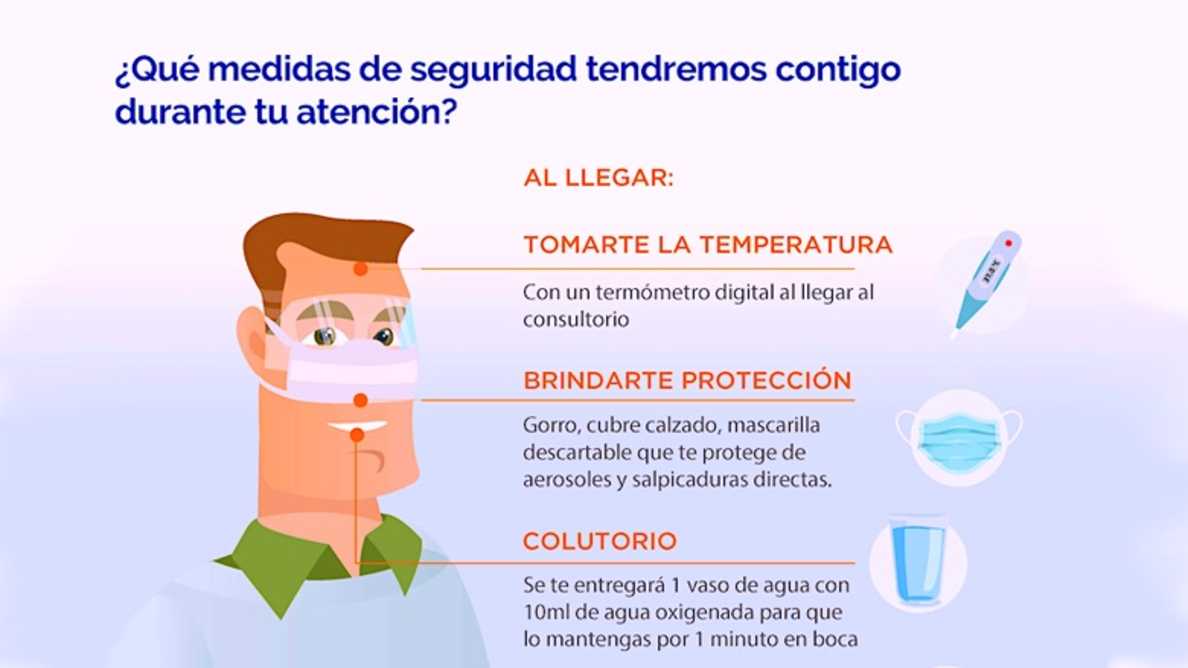 ¿Qué medidas de seguridad tendremos contigo
durante tu atención?
AL LLEGAR:
TOMARTE LA TEMPERATURA
Con un termómetro digital al llegar al
consultorio
BRINDARTE PROTECCIÓN
Gorro, cubre calzado, mascarilla
descartable que te protege de
aerosoles y salpicaduras directas.
COLUTORIO
Se te entregará 1 vaso de agua con
10ml de agua oxigenada para que
lo mantengas por 1 minuto en boca